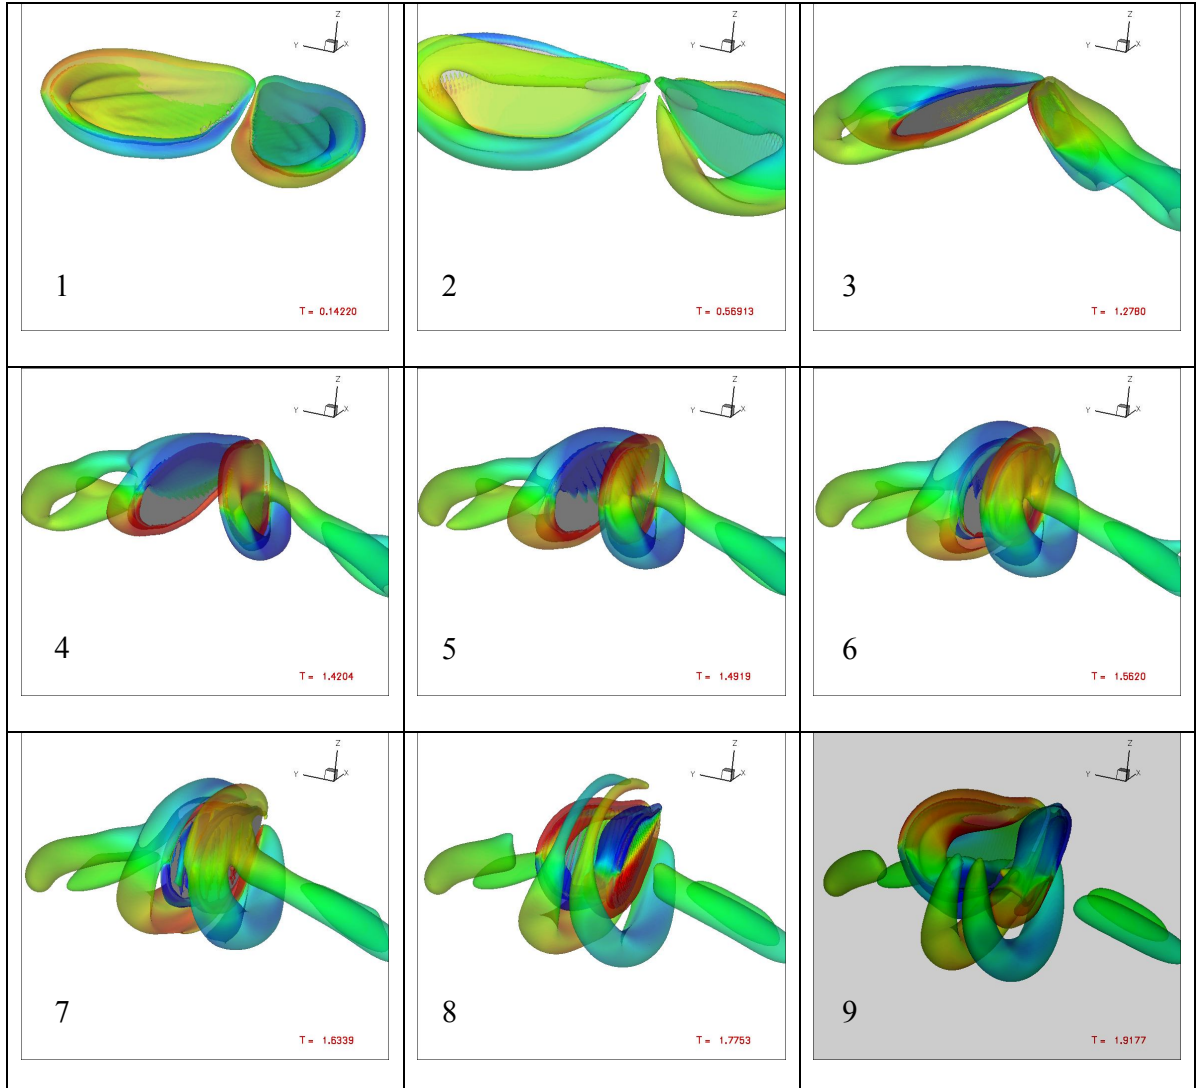 Z
Y X
1
T = 0.14220
Z
Y X
2
T = 0.56913
Z
Y X
3
T = 1.2780
Z
Y X
4
T = 1.4204
Z
Y X
5
T = 1.4919
Z
Y X
6
T = 1.5620
Z
Y X
7
T = 1.6339
Z
Y X
8
T = 1.7753
Z
Y X
9
T = 1.9177